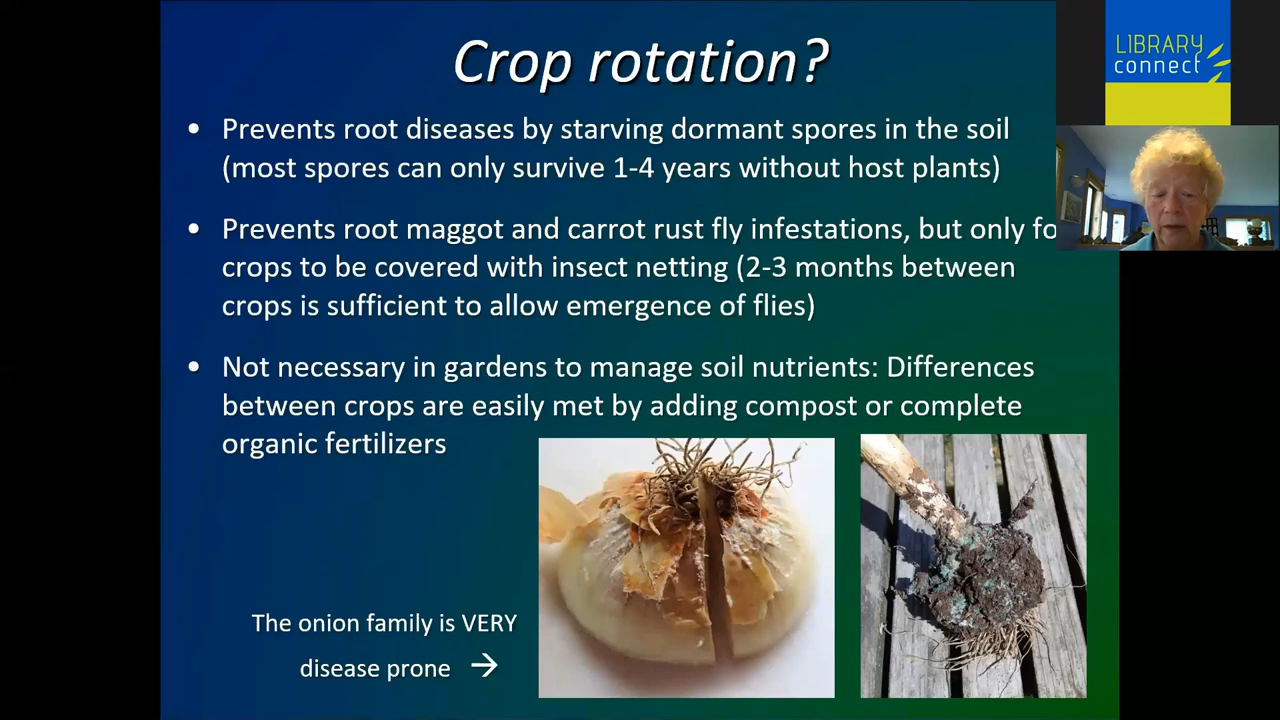 Crop rotation?
LIBRARY
connect
• Prevents root diseases by starving dormant spores in the soil
(most spores can only survive 1-4 years without host plants)
• Prevents root maggot and carrot rust fly infestations, but only fo
crops to be covered with insect netting (2-3 months between
crops is sufficient to allow emergence of flies)
• Not necessary in gardens to manage soil nutrients: Differences
between crops are easily met by adding compost or complete
organic fertilizers
The onion family is VERY
disease prone →